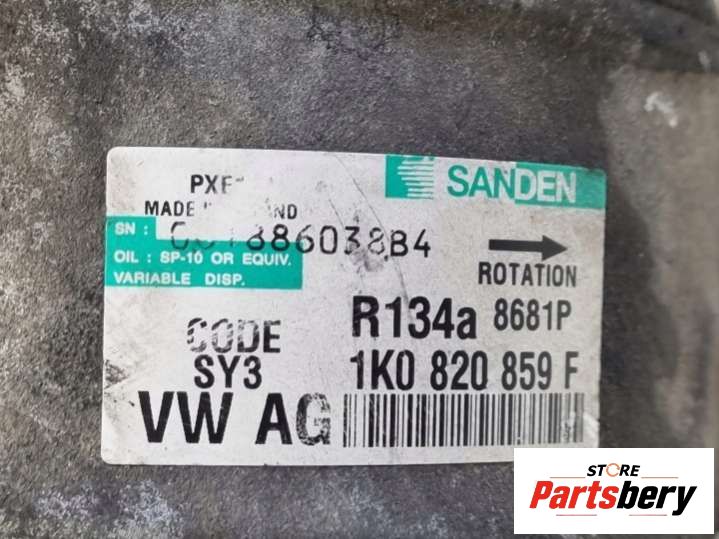 SANDEN
MADE
SN :
OIL : SP-10 OR EQUIV.
VARIABLE DISP.
ROTATION
R134a 8681P
CODE
SY3
1K0 820 859 F
VW AG
STORE
Partsbery